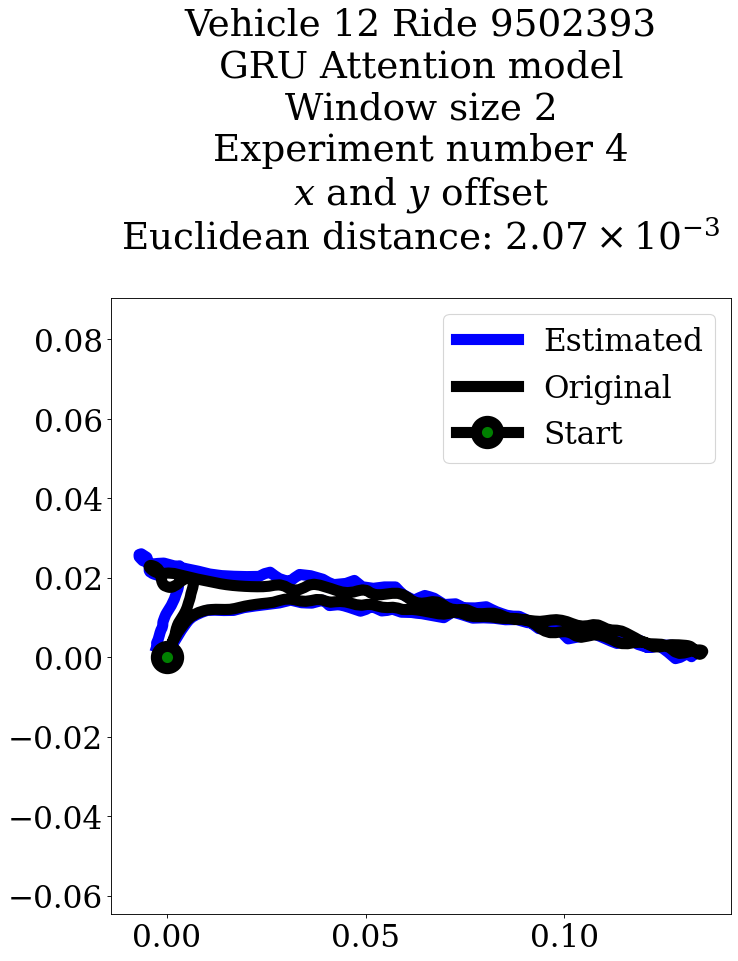 Vehicle 12 Ride 9502393
GRU Attention model
Window size 2
Experiment number 4
x and y offset
Euclidean distance: 2.07 × 10⁻³
Estimated
Original
Start
0.08
0.06
0.04
0.02
0.00
−0.02
−0.04
−0.06
0.00 0.05 0.10